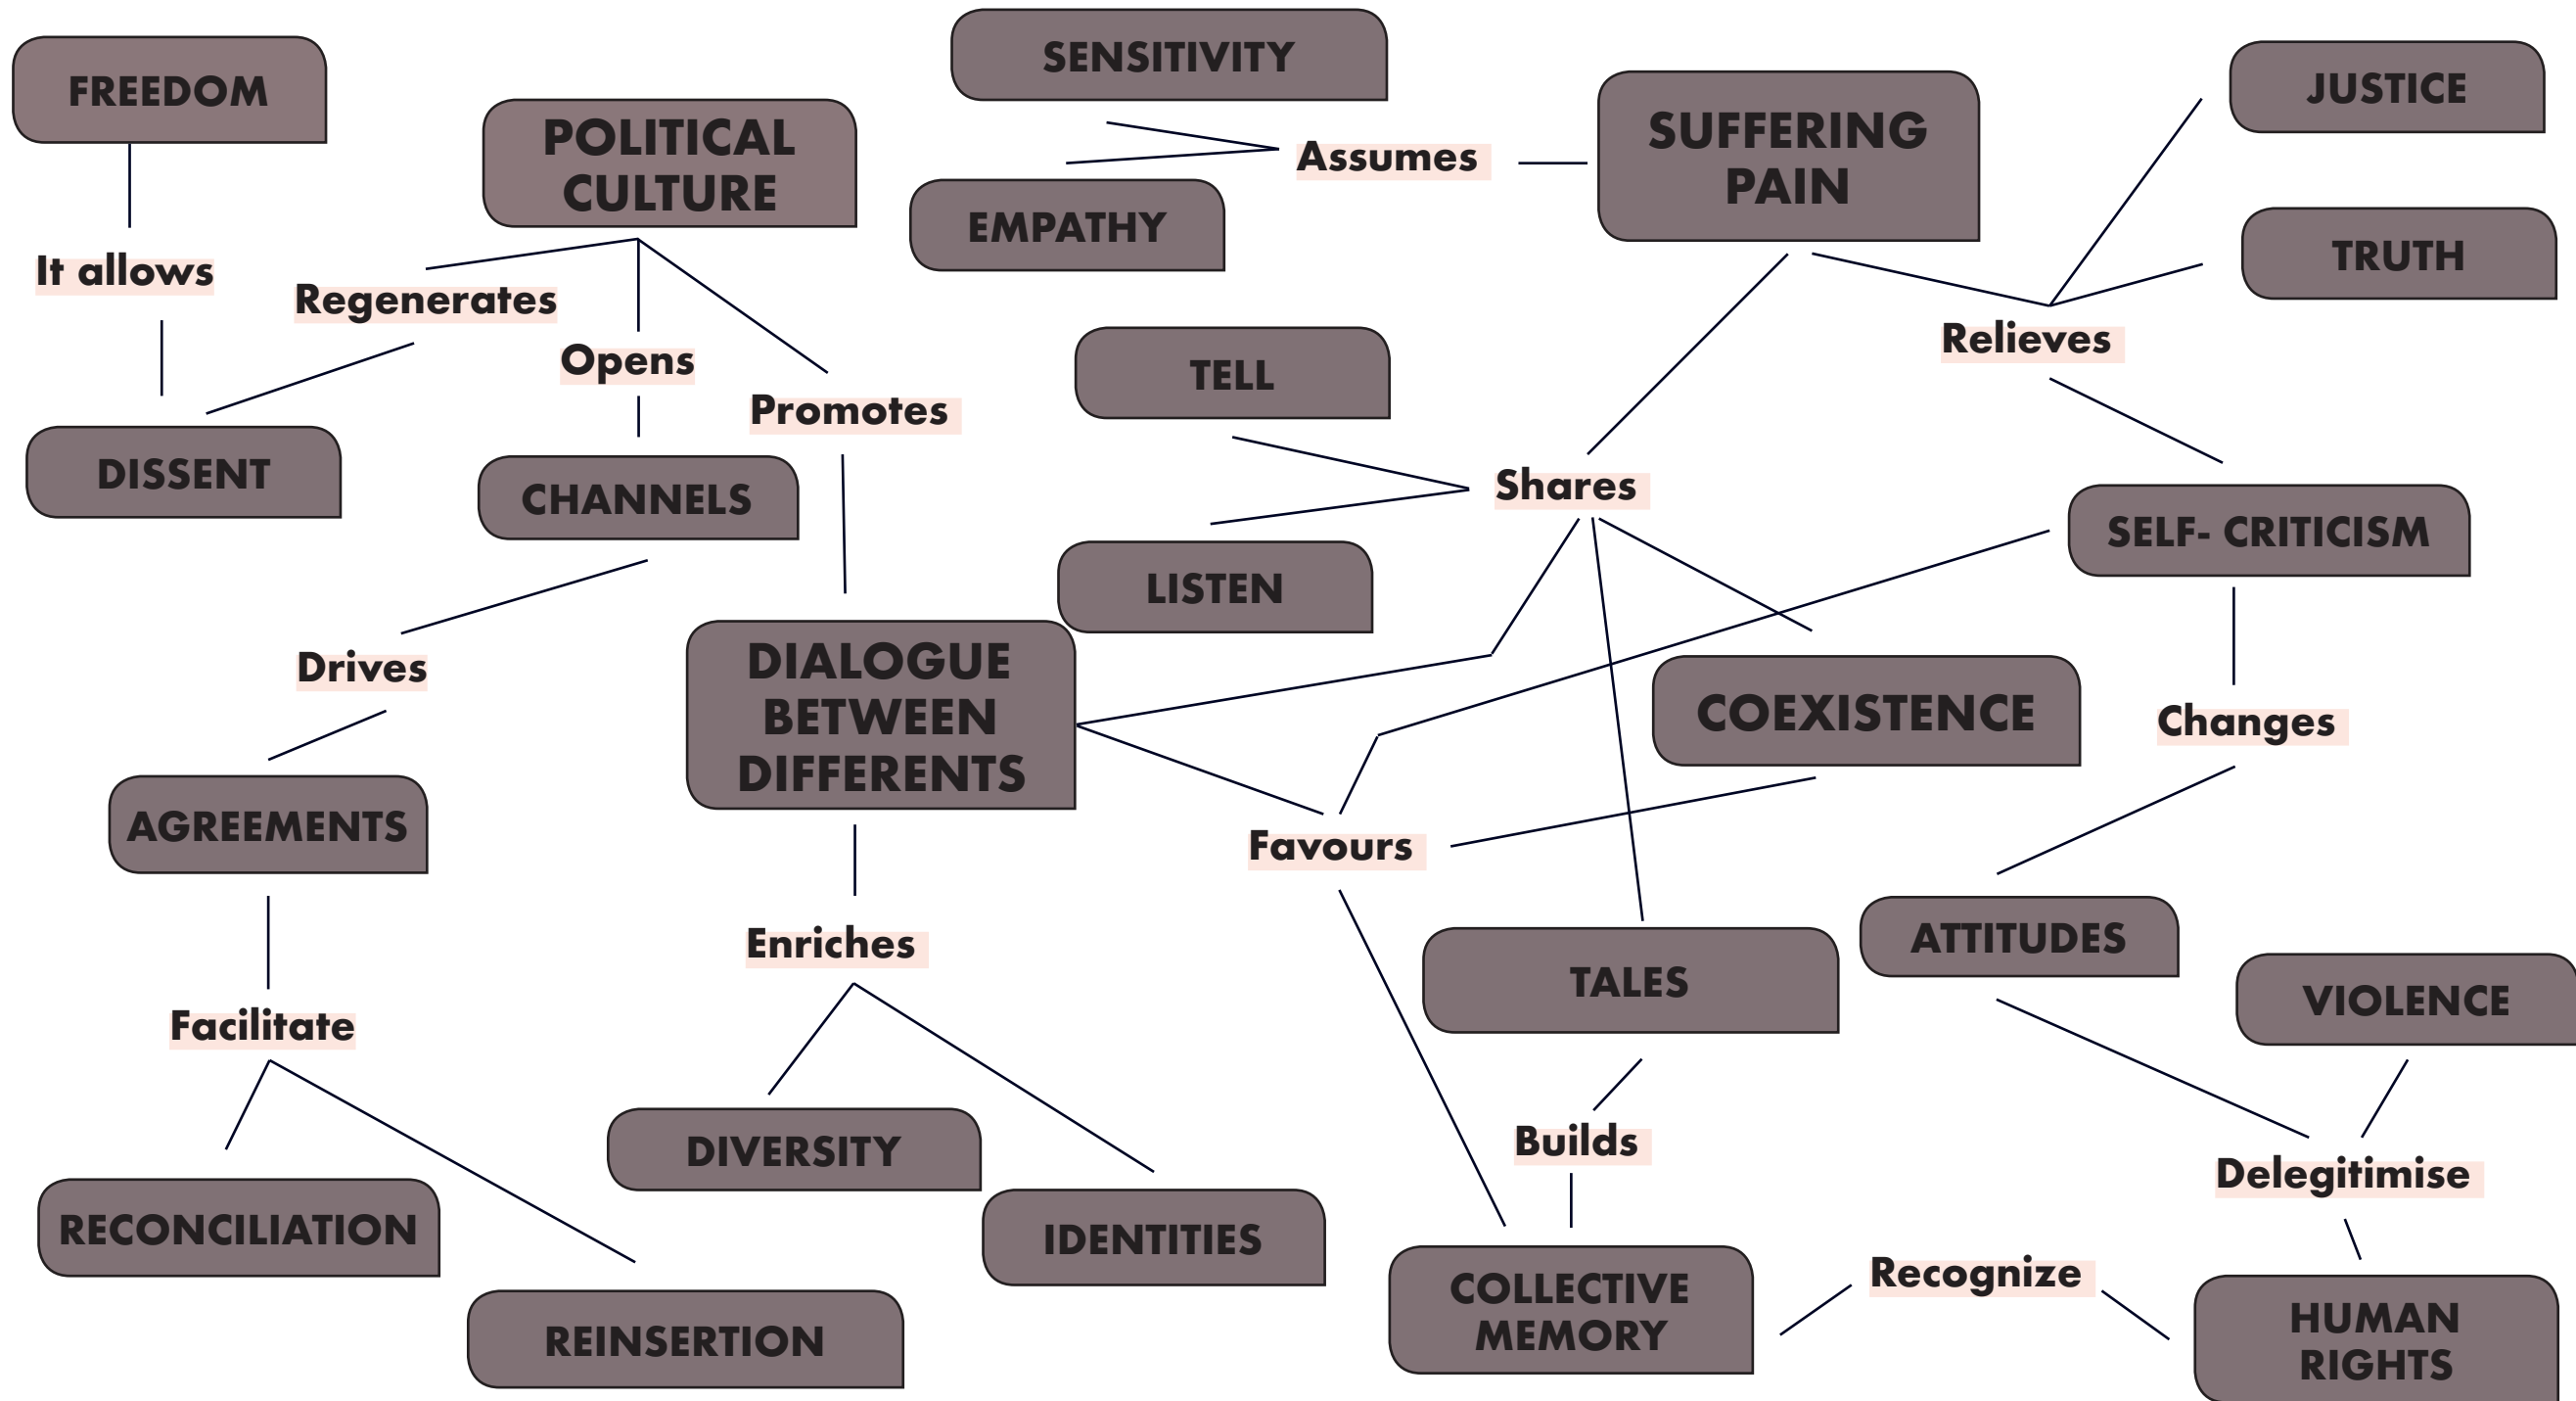 SENSITIVITY
FREEDOM
JUSTICE
POLITICAL
CULTURE
SUFFERING
PAIN
Assumes
EMPATHY
TRUTH
It allows
Regenerates
Opens
Relieves
TELL
Promotes
DISSENT
CHANNELS
Shares
SELF- CRITICISM
LISTEN
Drives
DIALOGUE
BETWEEN
DIFFERENTS
COEXISTENCE
Changes
AGREEMENTS
Favours
Enriches
ATTITUDES
TALES
VIOLENCE
Facilitate
DIVERSITY
Builds
Delegitimise
RECONCILIATION
IDENTITIES
Recognize
COLLECTIVE
MEMORY
REINSERTION
HUMAN
RIGHTS